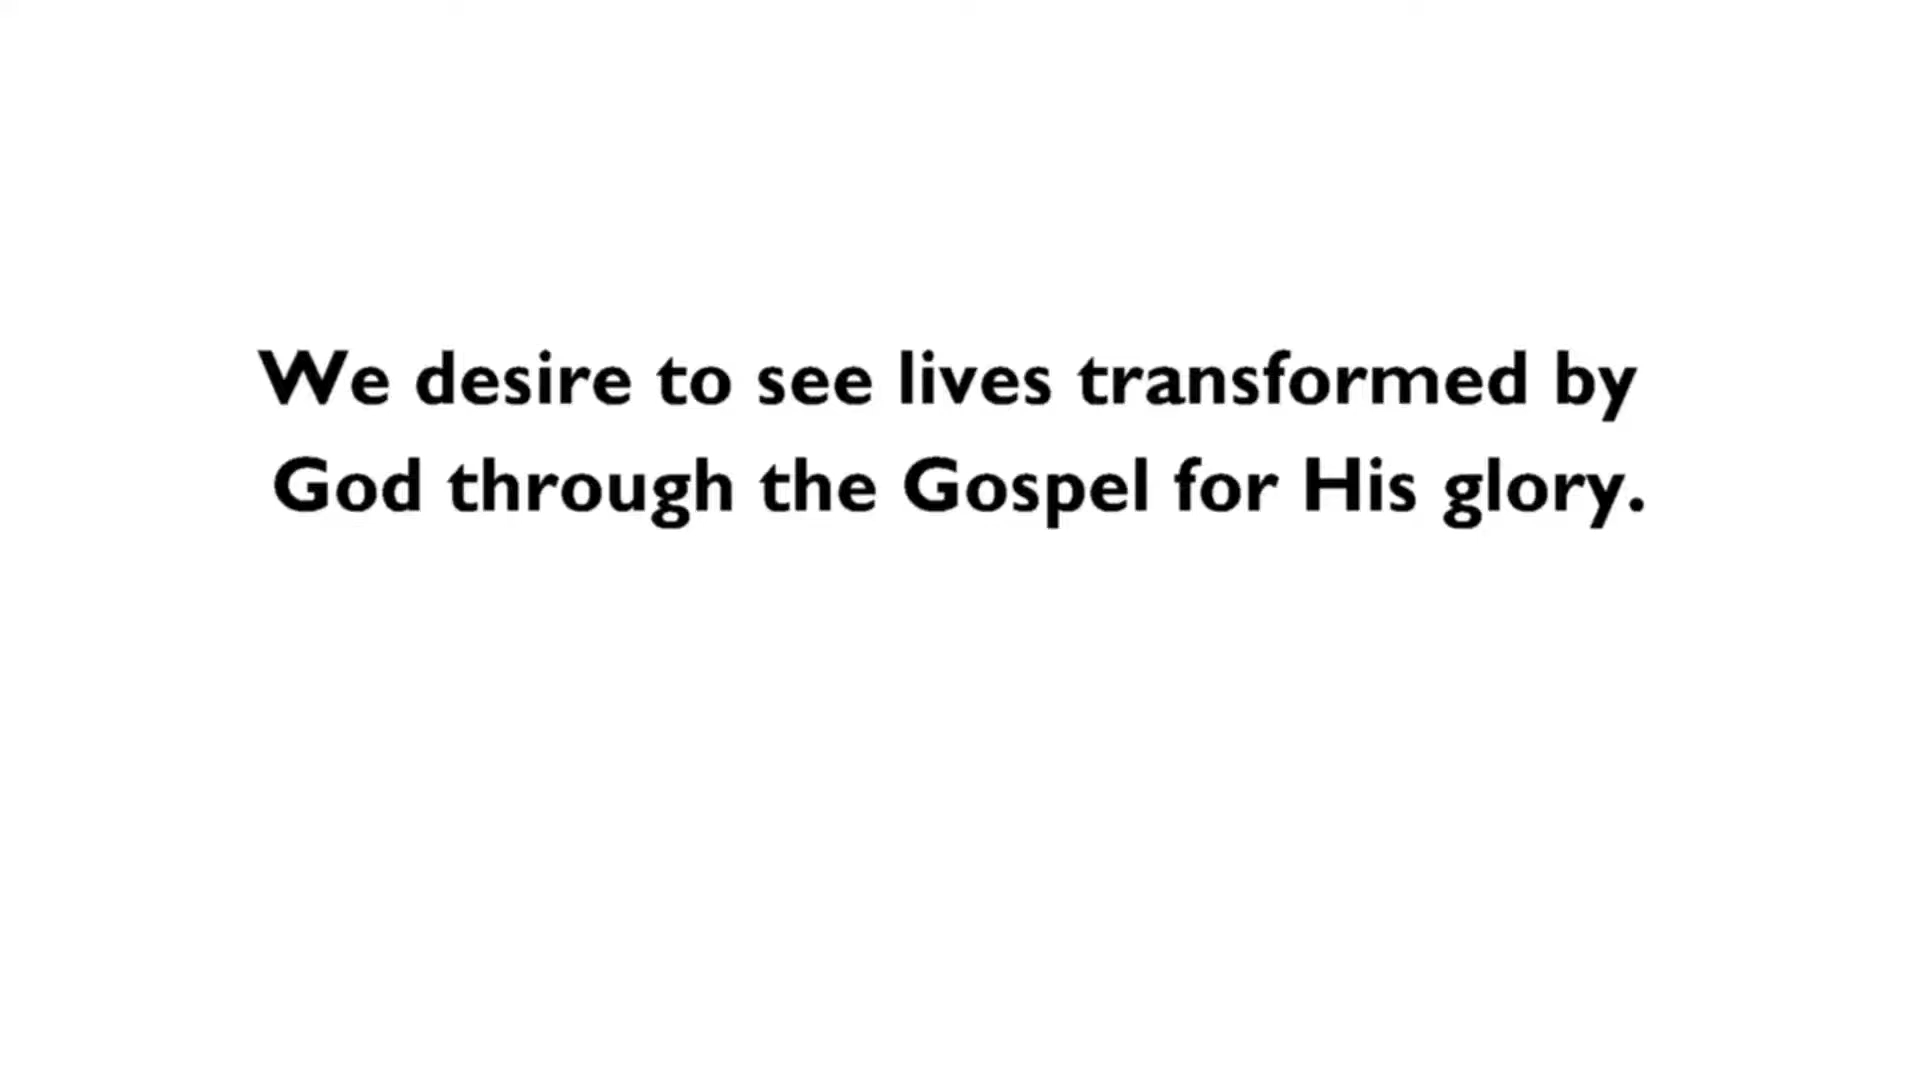 We desire to see lives transformed by
God through the Gospel for His glory.